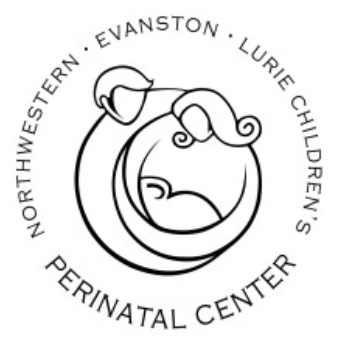 NORTHWESTERN · EVANSTON · LURIE CHILDREN'S
PERINATAL CENTER